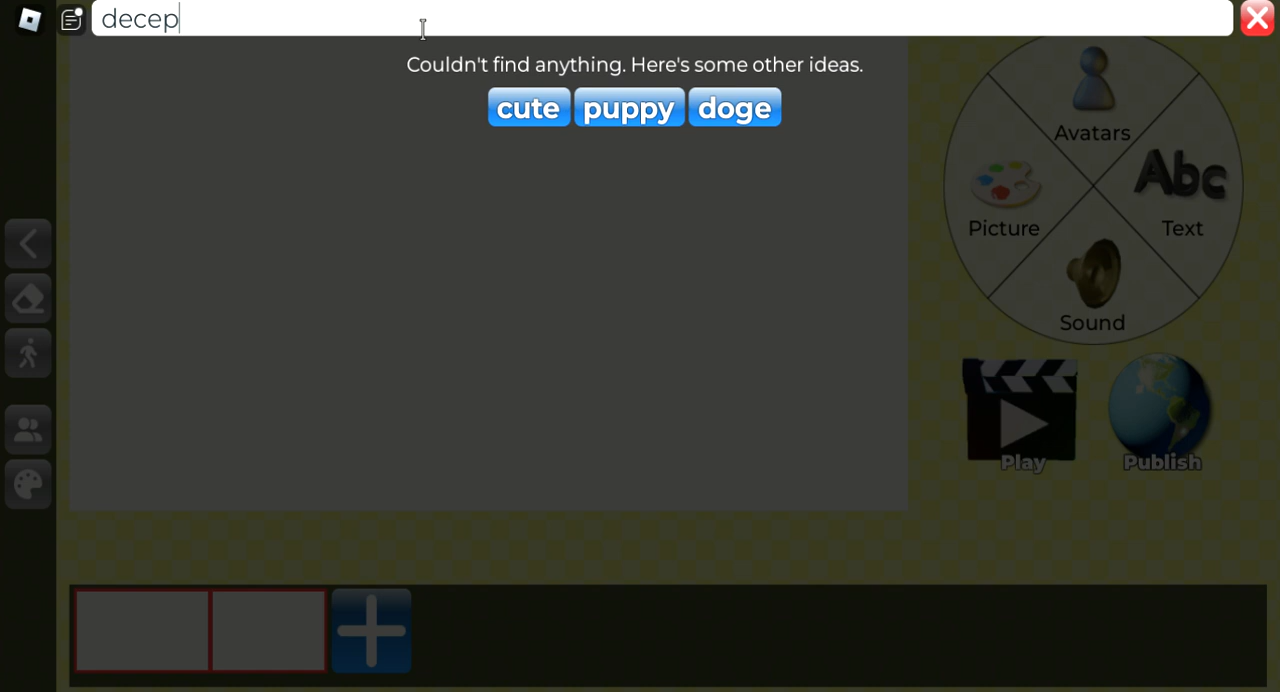 decep
Couldn't find anything. Here's some other ideas.
cute puppy doge
Avatars
Abc
Picture
Text
Sound
Play
Publish